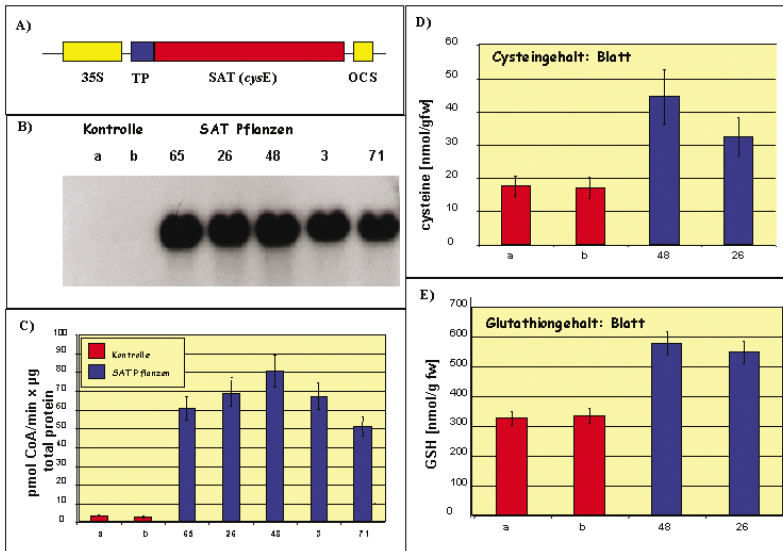 A)
35S TP SAT (cysE) OCS
B)
Kontrolle SAT Pflanzen
a b 65 26 48 3 71
C)
pmol CoA/min x µg
total protein
100
90
80
70
60
50
40
30
20
10
0
Kontrolle
SAT Pflanzen
a b 65 26 48 3 71
D)
Cysteingehalt: Blatt
cysteine [nmol/gfw]
60
50
40
30
20
10
0
a b 48 26
E)
Glutathiongehalt: Blatt
GSH [nmol/g fw]
700
600
500
400
300
200
100
0
a b 48 26